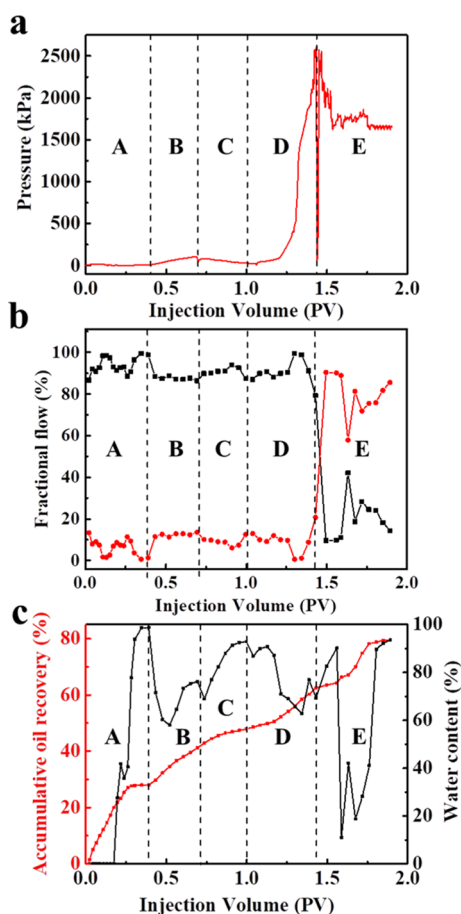 a
2500
2000
1500
1000
500
0
Pressure (kPa)
A B C D E
0.0 0.5 1.0 1.5 2.0
Injection Volume (PV)
b
100
80
60
40
20
0
Fractional flow (%)
A B C D E
0.0 0.5 1.0 1.5 2.0
Injection Volume (PV)
c
Accumulative oil recovery (%)
80
60
40
20
0
A B C D E
100
80
60
40
20
0
Water content (%)
0.0 0.5 1.0 1.5 2.0
Injection Volume (PV)